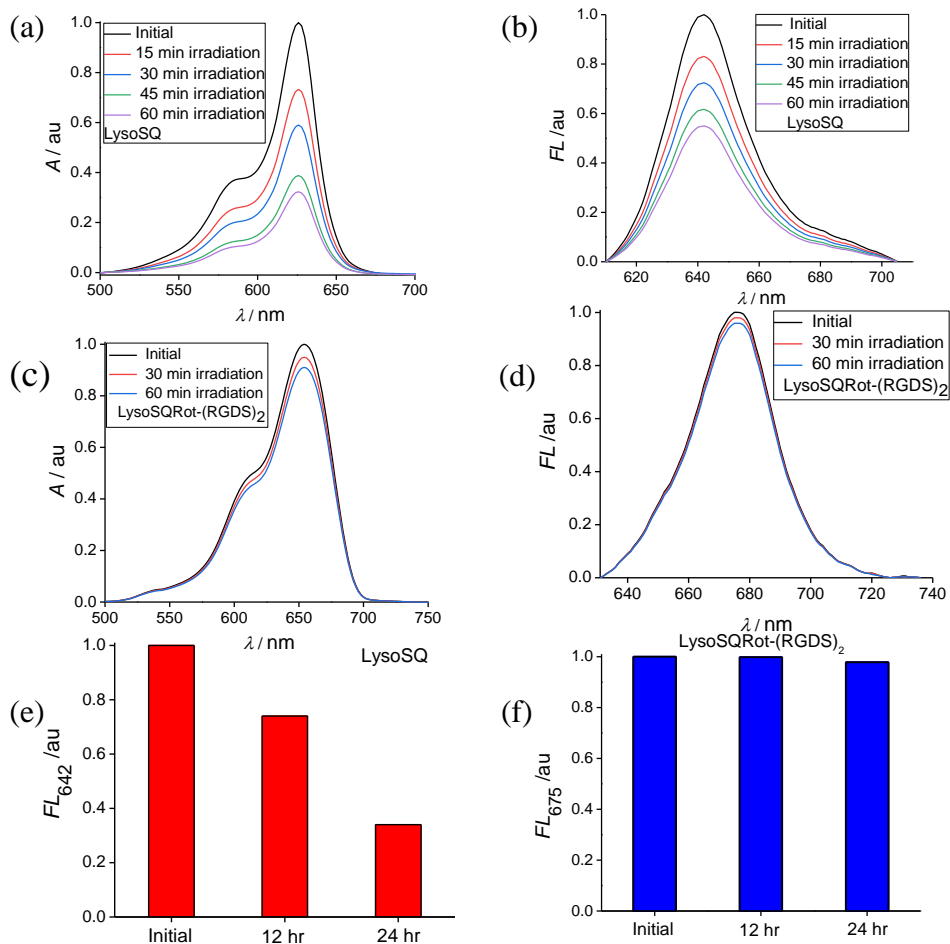 (a)
Initial
15 min irradiation
30 min irradiation
45 min irradiation
60 min irradiation
LysoSQ
1.0
0.8
0.6
0.4
0.2
0.0
A / au
500
550
600
650
700
λ / nm
(b)
Initial
15 min irradiation
30 min irradiation
45 min irradiation
60 min irradiation
LysoSQ
1.0
0.8
0.6
0.4
0.2
0.0
FL /au
620
640
660
680
700
λ / nm
(c)
Initial
30 min irradiation
60 min irradiation
LysoSQRot-(RGDS)2
1.0
0.8
0.6
0.4
0.2
0.0
A / au
500
550
600
650
700
750
λ / nm
(d)
Initial
30 min irradiation
60 min irradiation
LysoSQRot-(RGDS)2
1.0
0.8
0.6
0.4
0.2
0.0
FL /au
640
660
680
700
720
740
λ / nm
(e)
LysoSQ
1.0
0.8
0.6
0.4
0.2
0.0
FL642 /au
Initial
12 hr
24 hr
(f)
LysoSQRot-(RGDS)2
1.0
0.8
0.6
0.4
0.2
0.0
FL675 /au
Initial
12 hr
24 hr